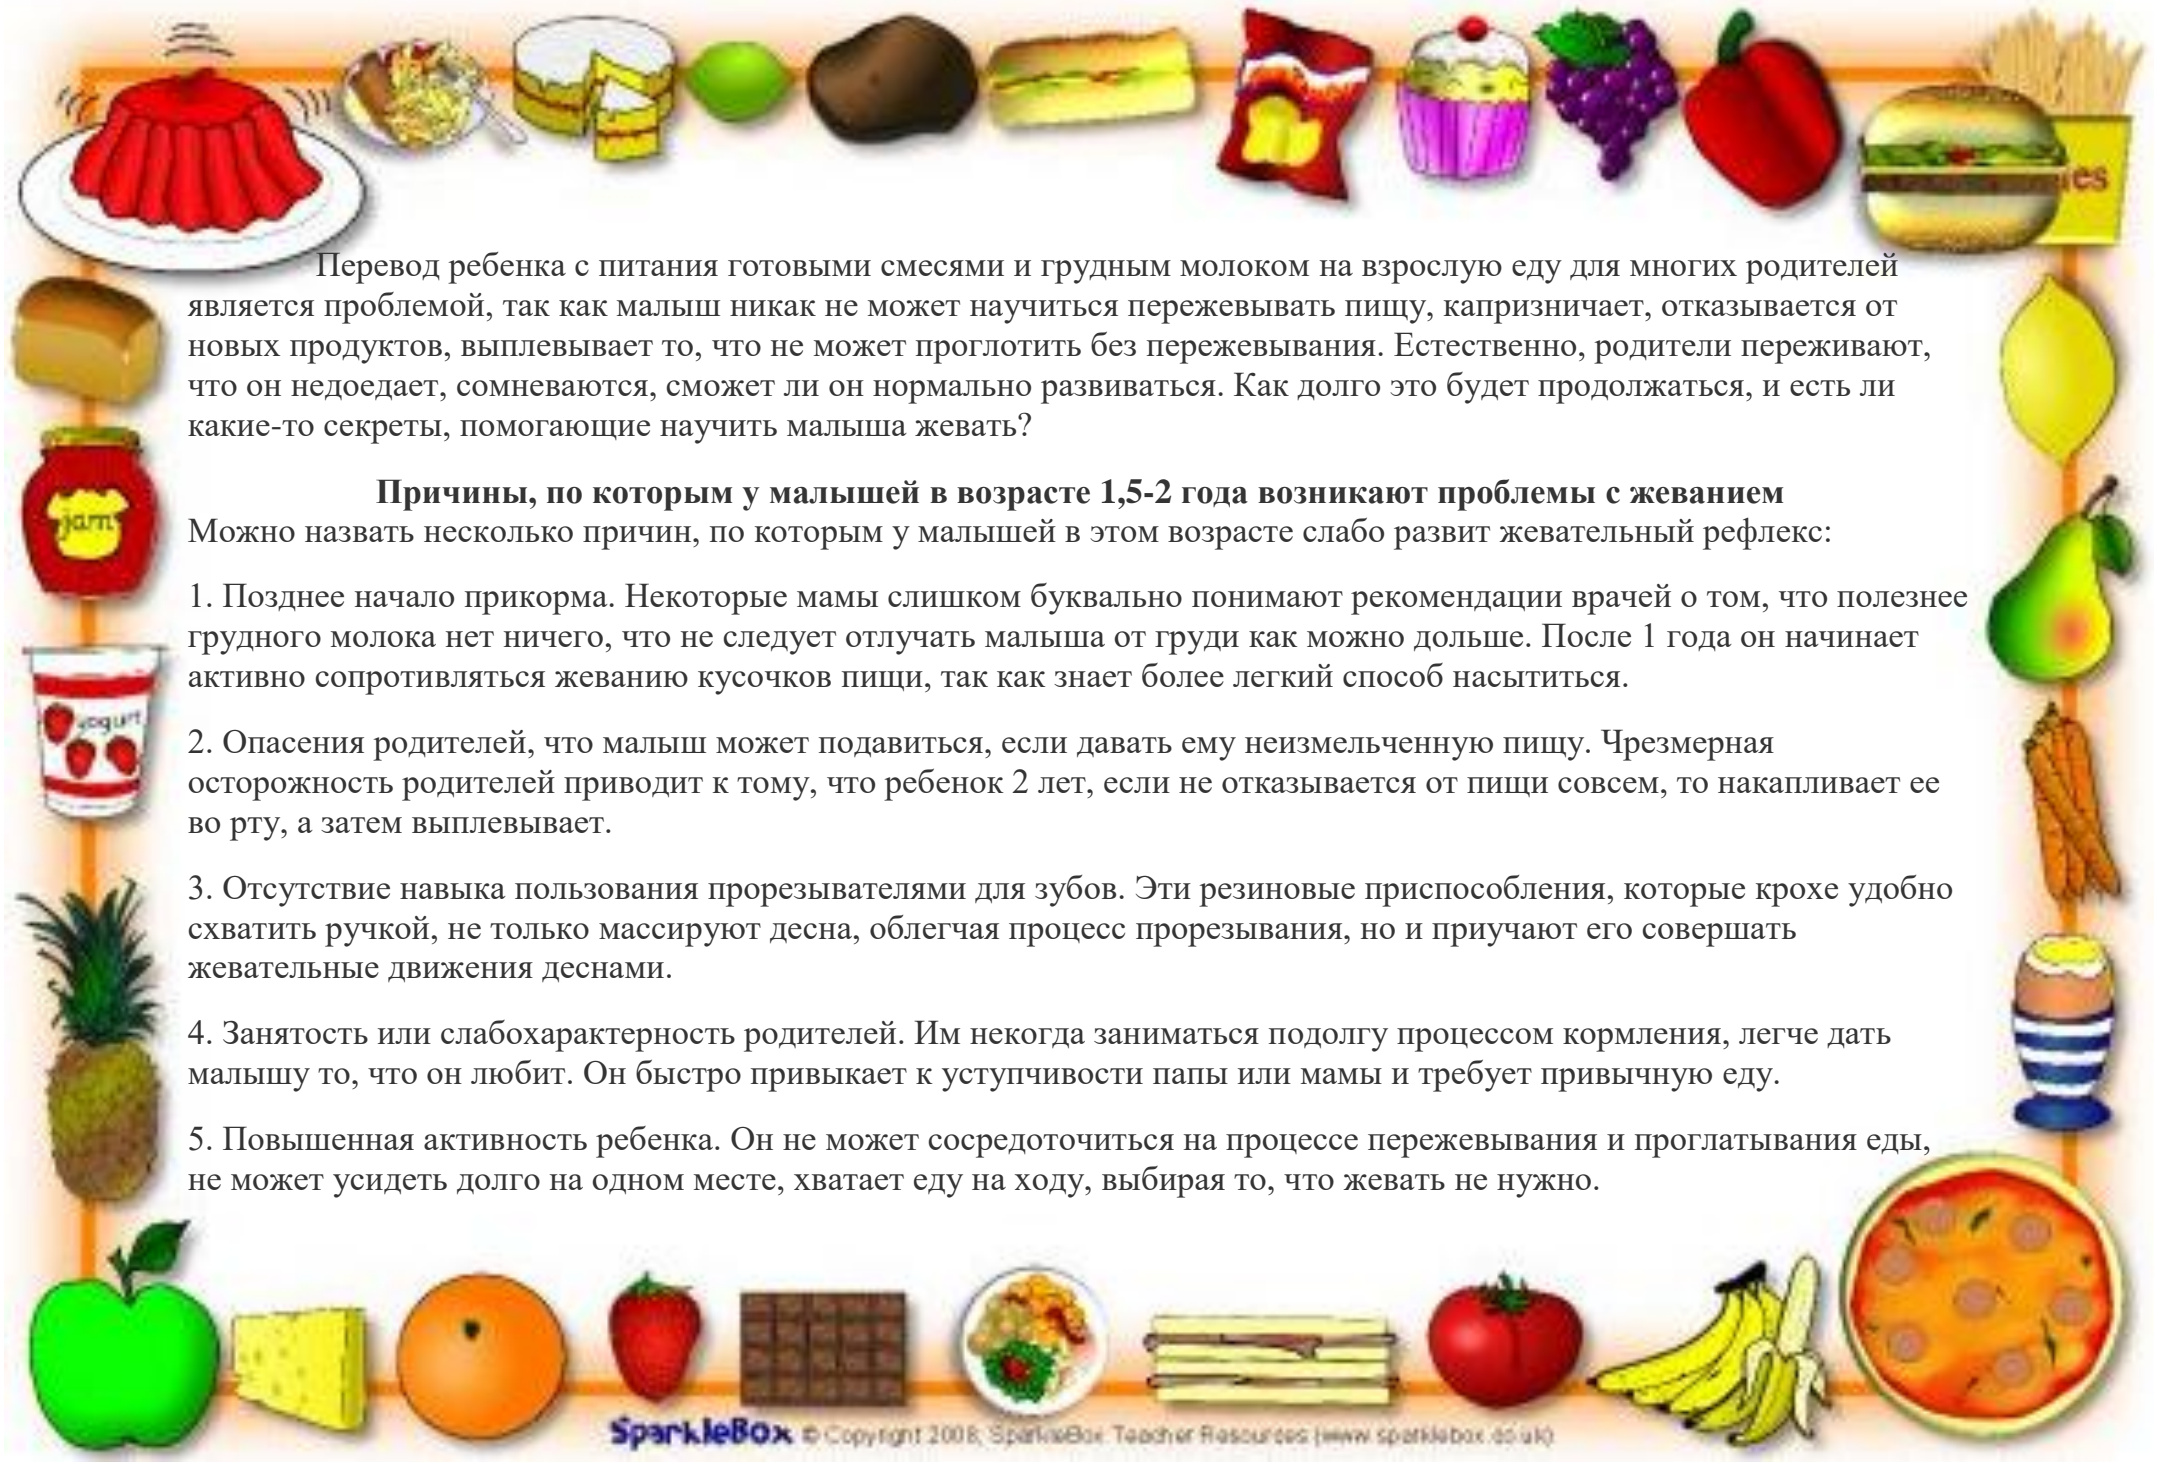 ies
Перевод ребенка с питания готовыми смесями и грудным молоком на взрослую еду для многих родителей
является проблемой, так как малыш никак не может научиться пережевывать пищу, капризничает, отказывается от
новых продуктов, выплевывает то, что не может проглотить без пережевывания. Естественно, родители переживают,
что он недоедает, сомневаются, сможет ли он нормально развиваться. Как долго это будет продолжаться, и есть ли
какие-то секреты, помогающие научить малыша жевать?
Причины, по которым у малышей в возрасте 1,5-2 года возникают проблемы с жеванием
Можно назвать несколько причин, по которым у малышей в этом возрасте слабо развит жевательный рефлекс:
jam
1. Позднее начало прикорма. Некоторые мамы слишком буквально понимают рекомендации врачей о том, что полезнее
грудного молока нет ничего, что не следует отлучать малыша от груди как можно дольше. После 1 года он начинает
активно сопротивляться жеванию кусочков пищи, так как знает более легкий способ насытиться.
yogurt
2. Опасения родителей, что малыш может подавиться, если давать ему неизмельченную пищу. Чрезмерная
осторожность родителей приводит к тому, что ребенок 2 лет, если не отказывается от пищи совсем, то накапливает ее
во рту, а затем выплевывает.
3. Отсутствие навыка пользования прорезывателями для зубов. Эти резиновые приспособления, которые крохе удобно
схватить ручкой, не только массируют десна, облегчая процесс прорезывания, но и приучают его совершать
жевательные движения деснами.
4. Занятость или слабохарактерность родителей. Им некогда заниматься подолгу процессом кормления, легче дать
малышу то, что он любит. Он быстро привыкает к уступчивости папы или мамы и требует привычную еду.
5. Повышенная активность ребенка. Он не может сосредоточиться на процессе пережевывания и проглатывания еды,
не может усидеть долго на одном месте, хватает еду на ходу, выбирая то, что жевать не нужно.
SparkleBox © Copyright 2008, SparkleBox Teacher Resources (www.sparklebox.co.uk)